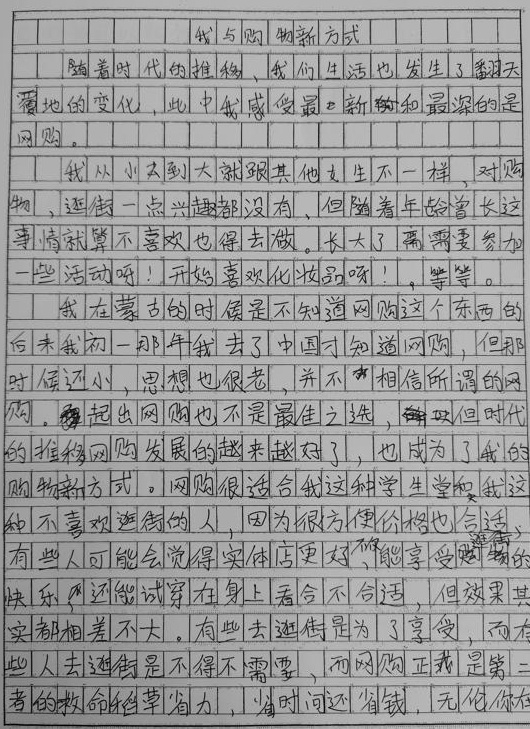 我与购物新方式
随着时代的推移,我们生活也发生了翻天
覆地的变化,此中我感受最新和最深的是
网购。
我从小去到大就跟其他女生不一样,对购
物,逛街一点兴趣都没有,但随着年龄曾长这
事情就算不喜欢也得去做。长大了需要参加
一些活动呀!开始喜欢化妆品呀!,等等。
我在蒙古的时候是不知道网购这个东西的
后来我初一那年我去了中国才知道网购,但那
时候还小,思想也很老,并不相信所谓的网
购。起出网购也不是最佳之选,但时代
的推移网购发展的越来越好了,也成为了我的
购物新方式。网购很适合我这种学生党和我这
种不喜欢逛街的人,因为很方便价格也合适,
有些人可能会觉得实体店更好,不仅能享受逛街的
快乐,还能试穿在身上看合不合适,但效果其
实都相差不大。有些去逛街是为了享受,而有
些人去逛街是不得不需要,而网购正我是第二
者的救命稻草省力,省时间还省钱,无伦你在